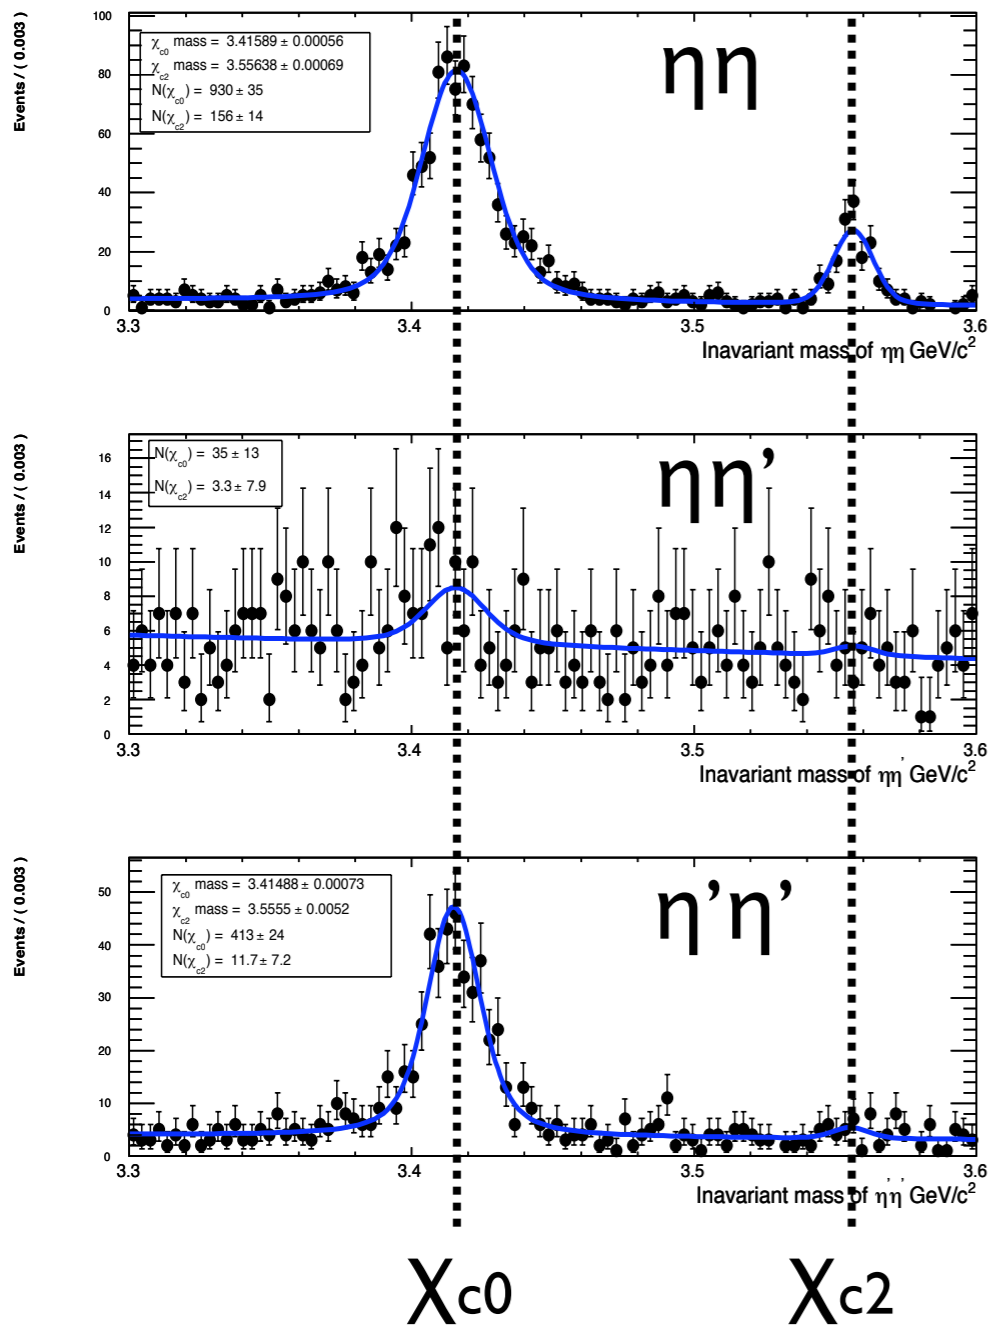 Events / ( 0.003 )
100
80
60
40
20
0
χc0 mass = 3.41589 ± 0.00056
χc2 mass = 3.55638 ± 0.00069
N(χc0) = 930 ± 35
N(χc2) = 156 ± 14
ηη
3.3 3.4 3.5 3.6
Inavariant mass of ηη GeV/c²
Events / ( 0.003 )
16
14
12
10
8
6
4
2
0
N(χc0) = 35 ± 13
N(χc2) = 3.3 ± 7.9
ηη’
3.3 3.4 3.5 3.6
Inavariant mass of ηη' GeV/c²
Events / ( 0.003 )
50
40
30
20
10
0
χc0 mass = 3.41488 ± 0.00073
χc2 mass = 3.5555 ± 0.0052
N(χc0) = 413 ± 24
N(χc2) = 11.7 ± 7.2
η’η’
3.3 3.4 3.5 3.6
Inavariant mass of η'η' GeV/c²
Χc0 Χc2